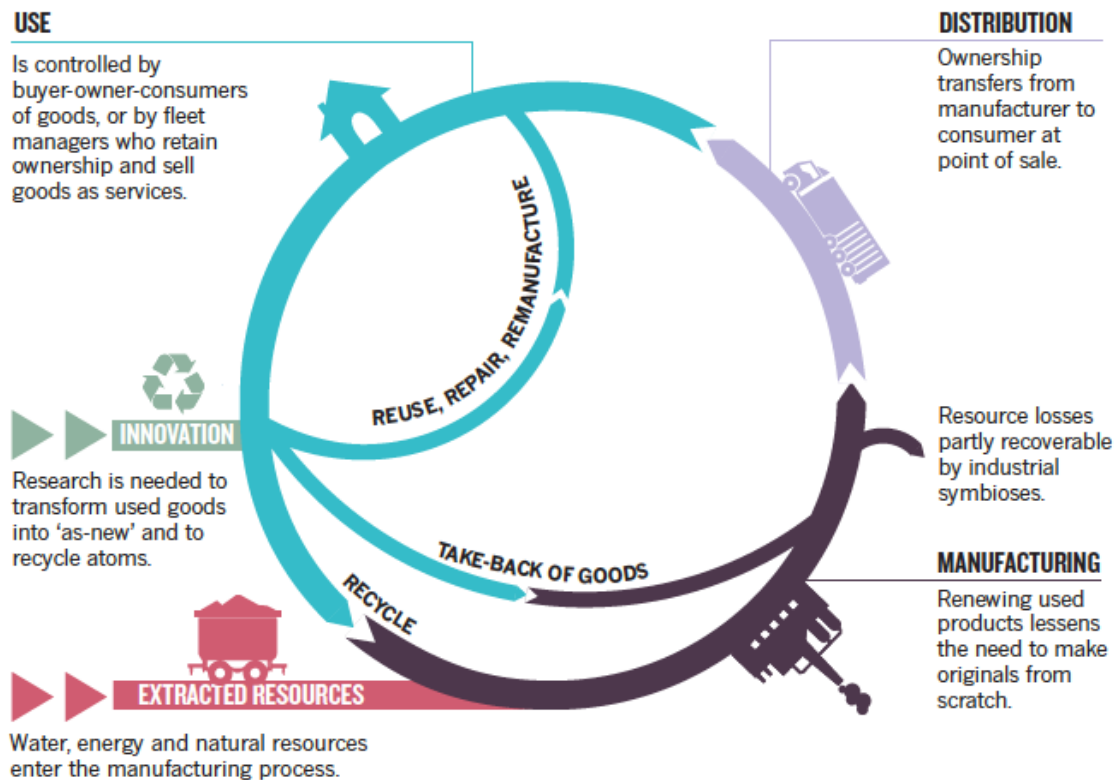 USE
Is controlled by
buyer-owner-consumers
of goods, or by fleet
managers who retain
ownership and sell
goods as services.
DISTRIBUTION
Ownership
transfers from
manufacturer to
consumer at
point of sale.
REUSE, REPAIR, REMANUFACTURE
INNOVATION
Research is needed to
transform used goods
into ‘as-new’ and to
recycle atoms.
Resource losses
partly recoverable
by industrial
symbioses.
TAKE-BACK OF GOODS
RECYCLE
MANUFACTURING
Renewing used
products lessens
the need to make
originals from
scratch.
EXTRACTED RESOURCES
Water, energy and natural resources
enter the manufacturing process.